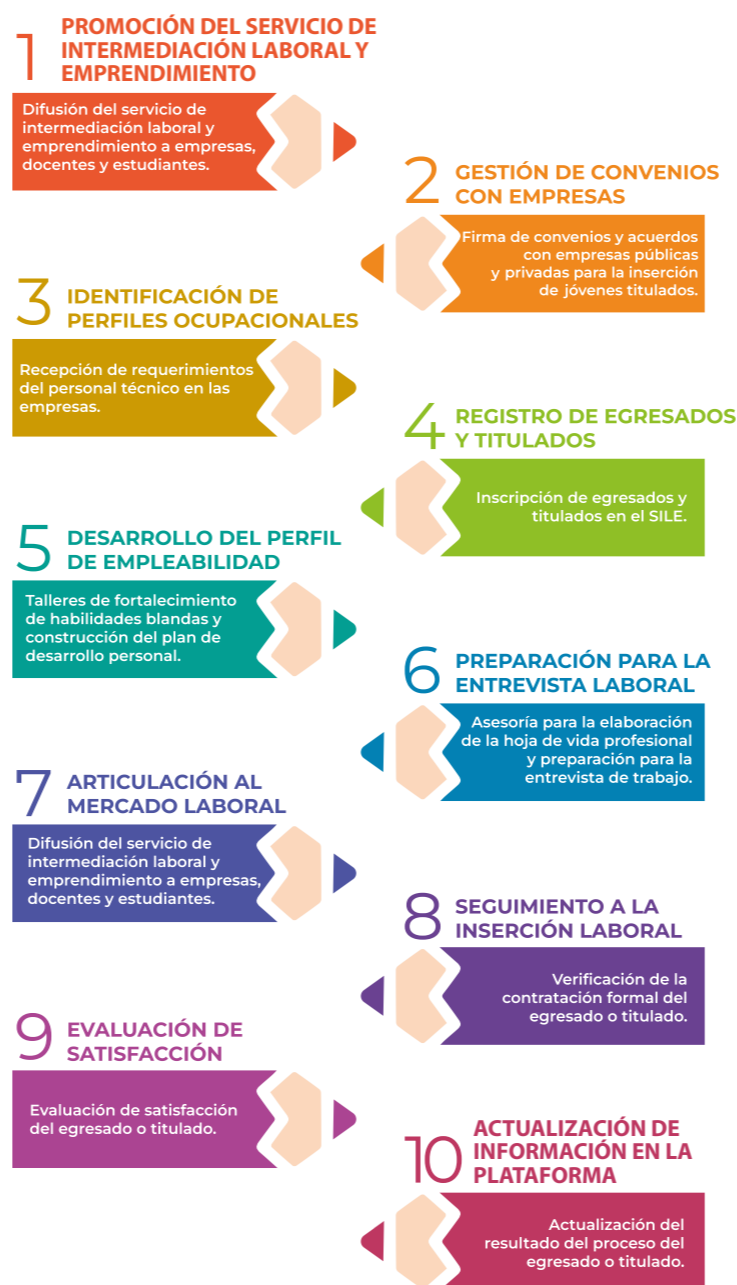 1
PROMOCIÓN DEL SERVICIO DE
INTERMEDIACIÓN LABORAL Y
EMPRENDIMIENTO
Difusión del servicio de
intermediación laboral y
emprendimiento a empresas,
docentes y estudiantes.
2
GESTIÓN DE CONVENIOS
CON EMPRESAS
Firma de convenios y acuerdos
con empresas públicas
y privadas para la inserción
de jóvenes titulados.
3
IDENTIFICACIÓN DE
PERFILES OCUPACIONALES
Recepción de requerimientos
del personal técnico en las
empresas.
4
REGISTRO DE EGRESADOS
Y TITULADOS
Inscripción de egresados y
titulados en el SILE.
5
DESARROLLO DEL PERFIL
DE EMPLEABILIDAD
Talleres de fortalecimiento
de habilidades blandas y
construcción del plan de
desarrollo personal.
6
PREPARACIÓN PARA LA
ENTREVISTA LABORAL
Asesoría para la elaboración
de la hoja de vida profesional
y preparación para la
entrevista de trabajo.
7
ARTICULACIÓN AL
MERCADO LABORAL
Difusión del servicio de
intermediación laboral y
emprendimiento a empresas,
docentes y estudiantes.
8
SEGUIMIENTO A LA
INSERCIÓN LABORAL
Verificación de la
contratación formal del
egresado o titulado.
9
EVALUACIÓN DE
SATISFACCIÓN
Evaluación de satisfacción
del egresado o titulado.
10
ACTUALIZACIÓN DE
INFORMACIÓN EN LA
PLATAFORMA
Actualización del
resultado del proceso del
egresado o titulado.